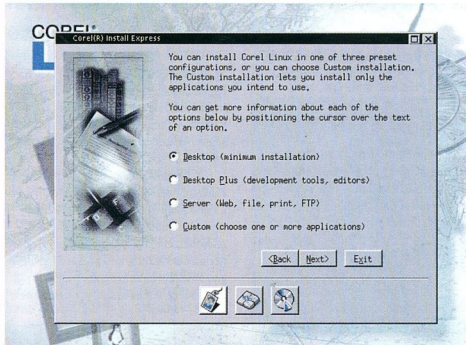 COREL®
Corel(R) Install Express
You can install Corel Linux in one of three preset
configurations, or you can choose Custom installation.
The Custom installation lets you install only the
applications you intend to use.
You can get more information about each of the
options below by positioning the cursor over the text
of an option.
Desktop (minimum installation)
Desktop Plus (development tools, editors)
Server (Web, file, print, FTP)
Custom (choose one or more applications)
<Back Next> Exit